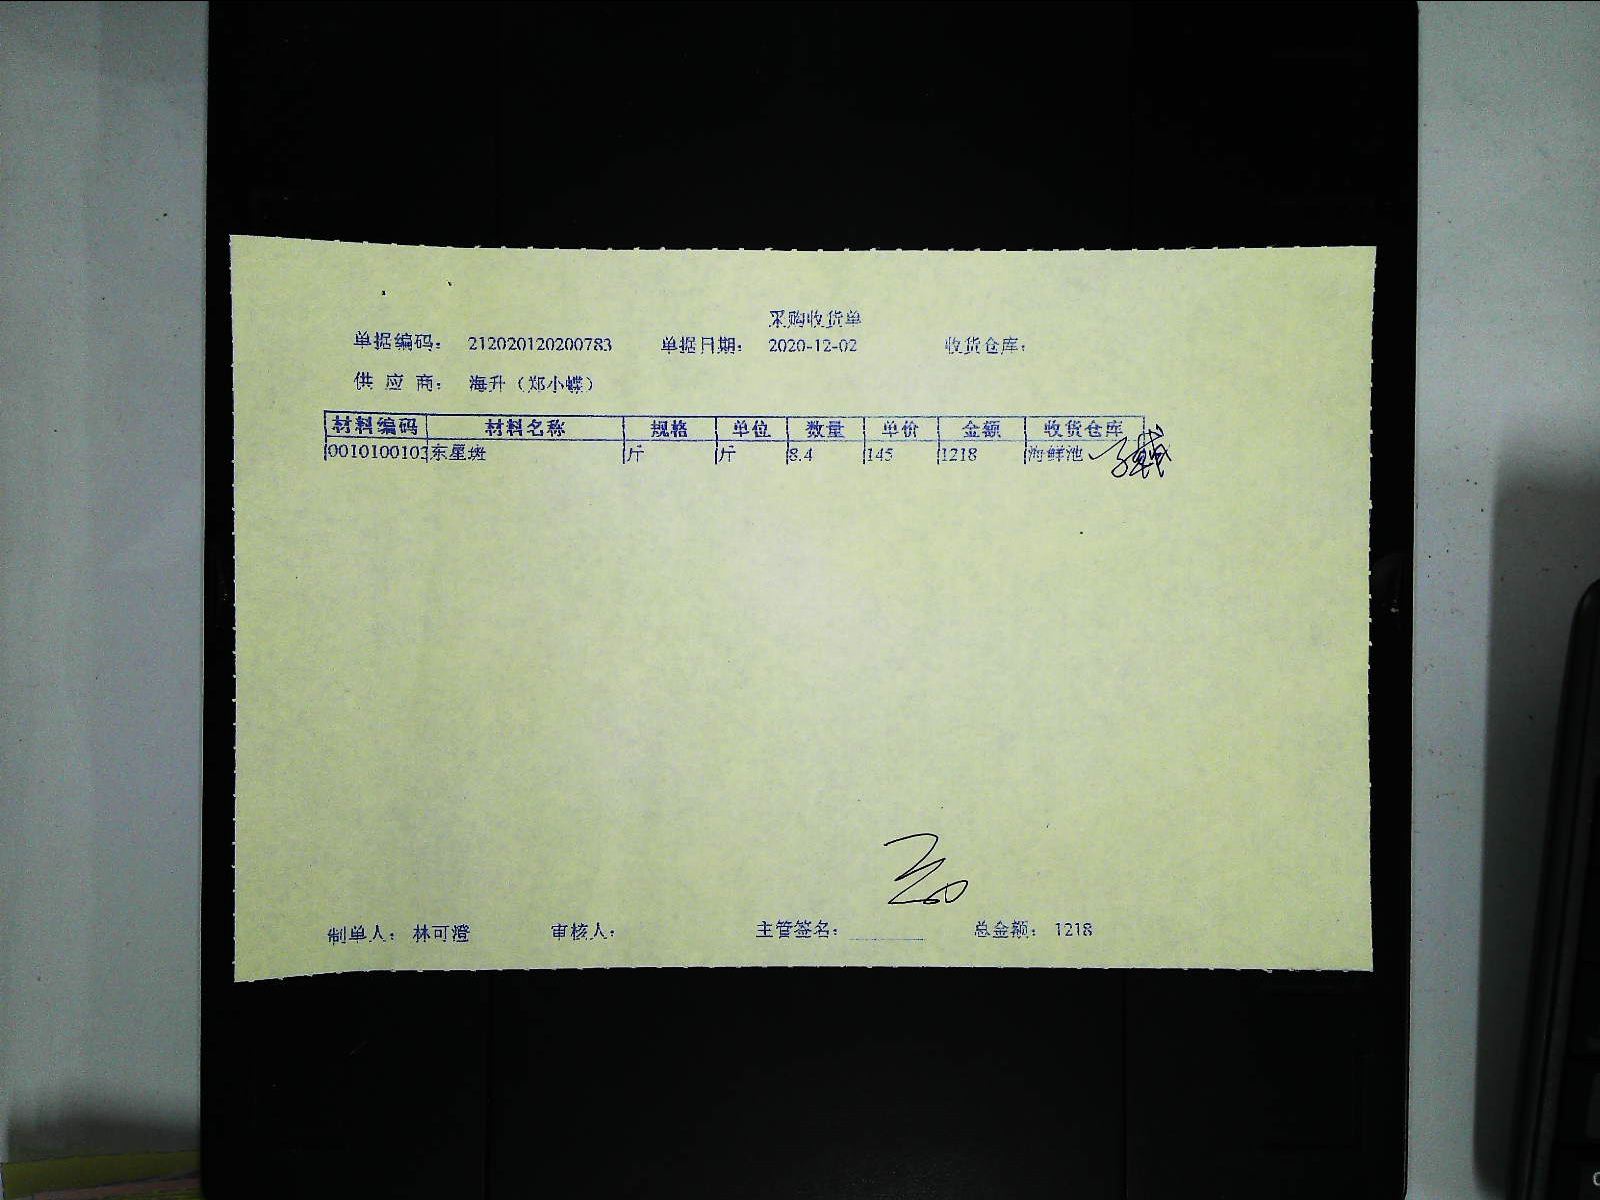 采购收货单
单据编码： 212020120200783 单据日期： 2020-12-02 收货仓库：
供 应 商： 海升（郑小蝶）
材料编码 材料名称 规格 单位 数量 单价 金额 收货仓库
0010100103 东星斑 斤 斤 8.4 145 1218 海鲜池
制单人： 林可澄 审核人： 主管签名： 总金额： 1218